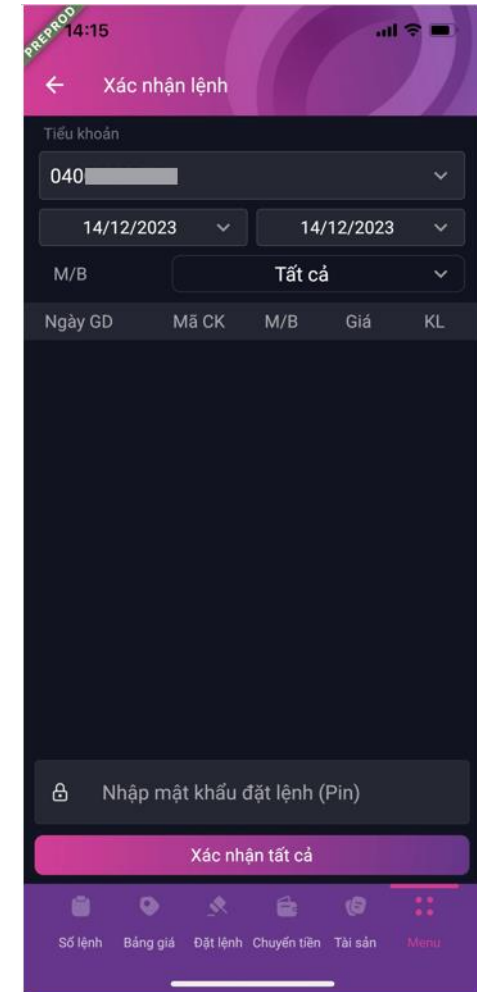 PREPROD
14:15
Xác nhận lệnh
Tiểu khoản
040
14/12/2023 14/12/2023
M/B Tất cả
Ngày GD Mã CK M/B Giá KL
Nhập mật khẩu đặt lệnh (Pin)
Xác nhận tất cả
Sổ lệnh Bảng giá Đặt lệnh Chuyển tiền Tài sản Menu